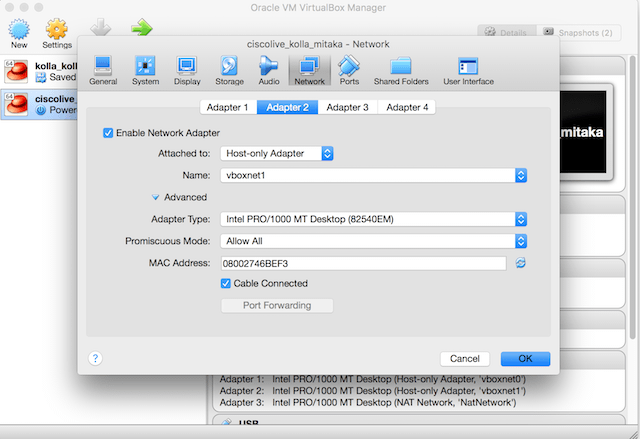 Oracle VM VirtualBox Manager
New
Settings
Details
Snapshots (2)
64
kolla_koll
Saved
64
ciscolive_
Powe
ciscolive_kolla_mitaka - Network
General
System
Display
Storage
Audio
Network
Ports
Shared Folders
User Interface
Adapter 1
Adapter 2
Adapter 3
Adapter 4
Enable Network Adapter
Attached to: Host-only Adapter
Name: vboxnet1
Advanced
Adapter Type: Intel PRO/1000 MT Desktop (82540EM)
Promiscuous Mode: Allow All
MAC Address: 08002746BEF3
Cable Connected
Port Forwarding
?
Cancel
OK
mitaka
Adapter 1: Intel PRO/1000 MT Desktop (Host-only Adapter, 'vboxnet0')
Adapter 2: Intel PRO/1000 MT Desktop (Host-only Adapter, 'vboxnet1')
Adapter 3: Intel PRO/1000 MT Desktop (NAT Network, 'NatNetwork')
USB